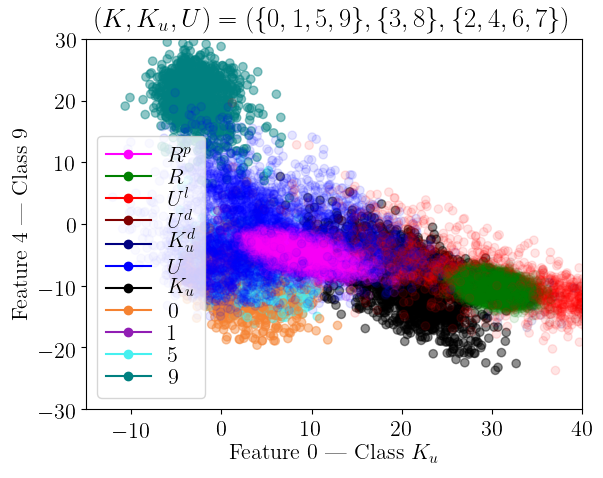 (K, K_u, U) = ({0, 1, 5, 9}, {3, 8}, {2, 4, 6, 7})
30
20
10
0
−10
−20
−30
Feature 4 — Class 9
R^p
R
U^l
U^d
K_u^d
U
K_u
0
1
5
9
−10
0
10
20
30
40
Feature 0 — Class K_u